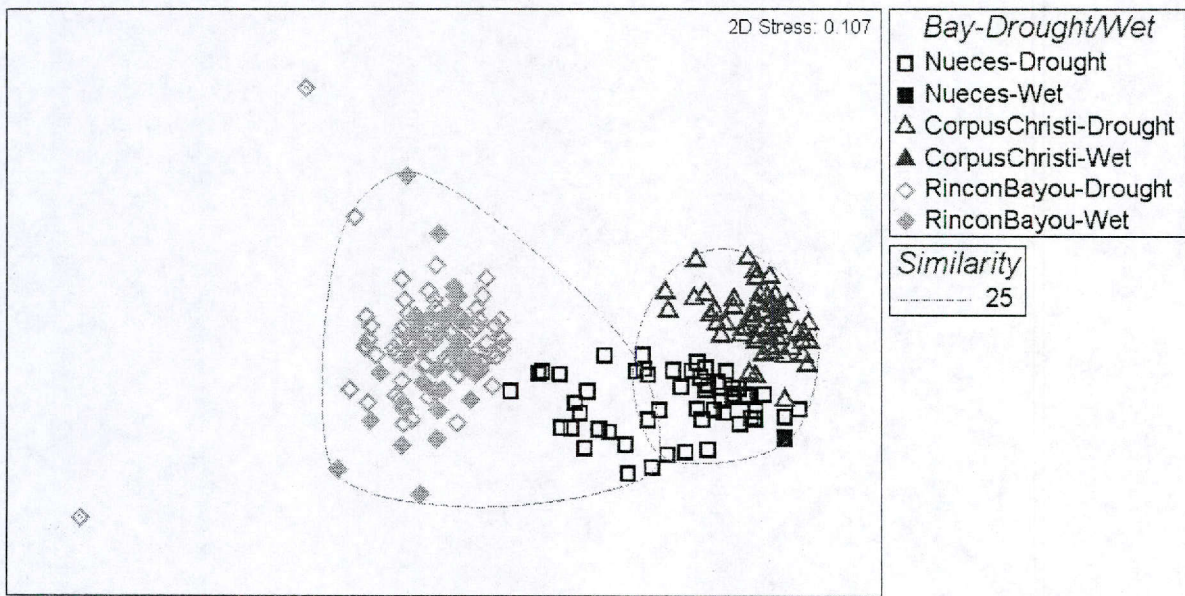 2D Stress: 0.107
Bay-Drought/Wet
Nueces-Drought
Nueces-Wet
CorpusChristi-Drought
CorpusChristi-Wet
RinconBayou-Drought
RinconBayou-Wet
Similarity
25